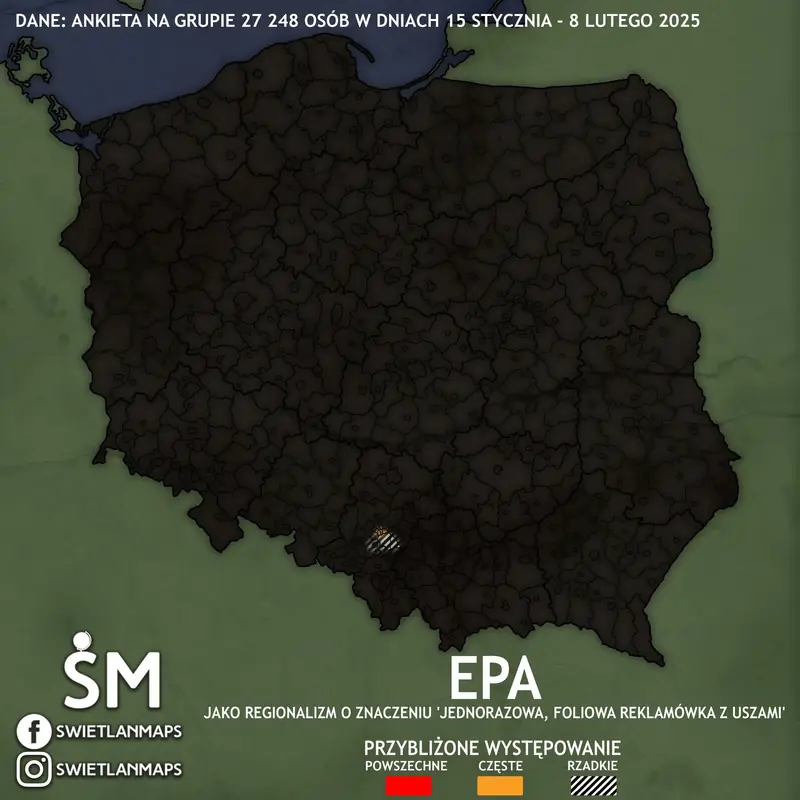 DANE: ANKIETA NA GRUPIE 27 248 OSÓB W DNIACH 15 STYCZNIA - 8 LUTEGO 2025
ŚM
SWIETLANMAPS
SWIETLANMAPS
EPA
JAKO REGIONALIZM O ZNACZENIU 'JEDNORAZOWA, FOLIOWA REKLAMÓWKA Z USZAMI'
PRZYBLIŻONE WYSTĘPOWANIE
POWSZECHNE CZĘSTE RZADKIE